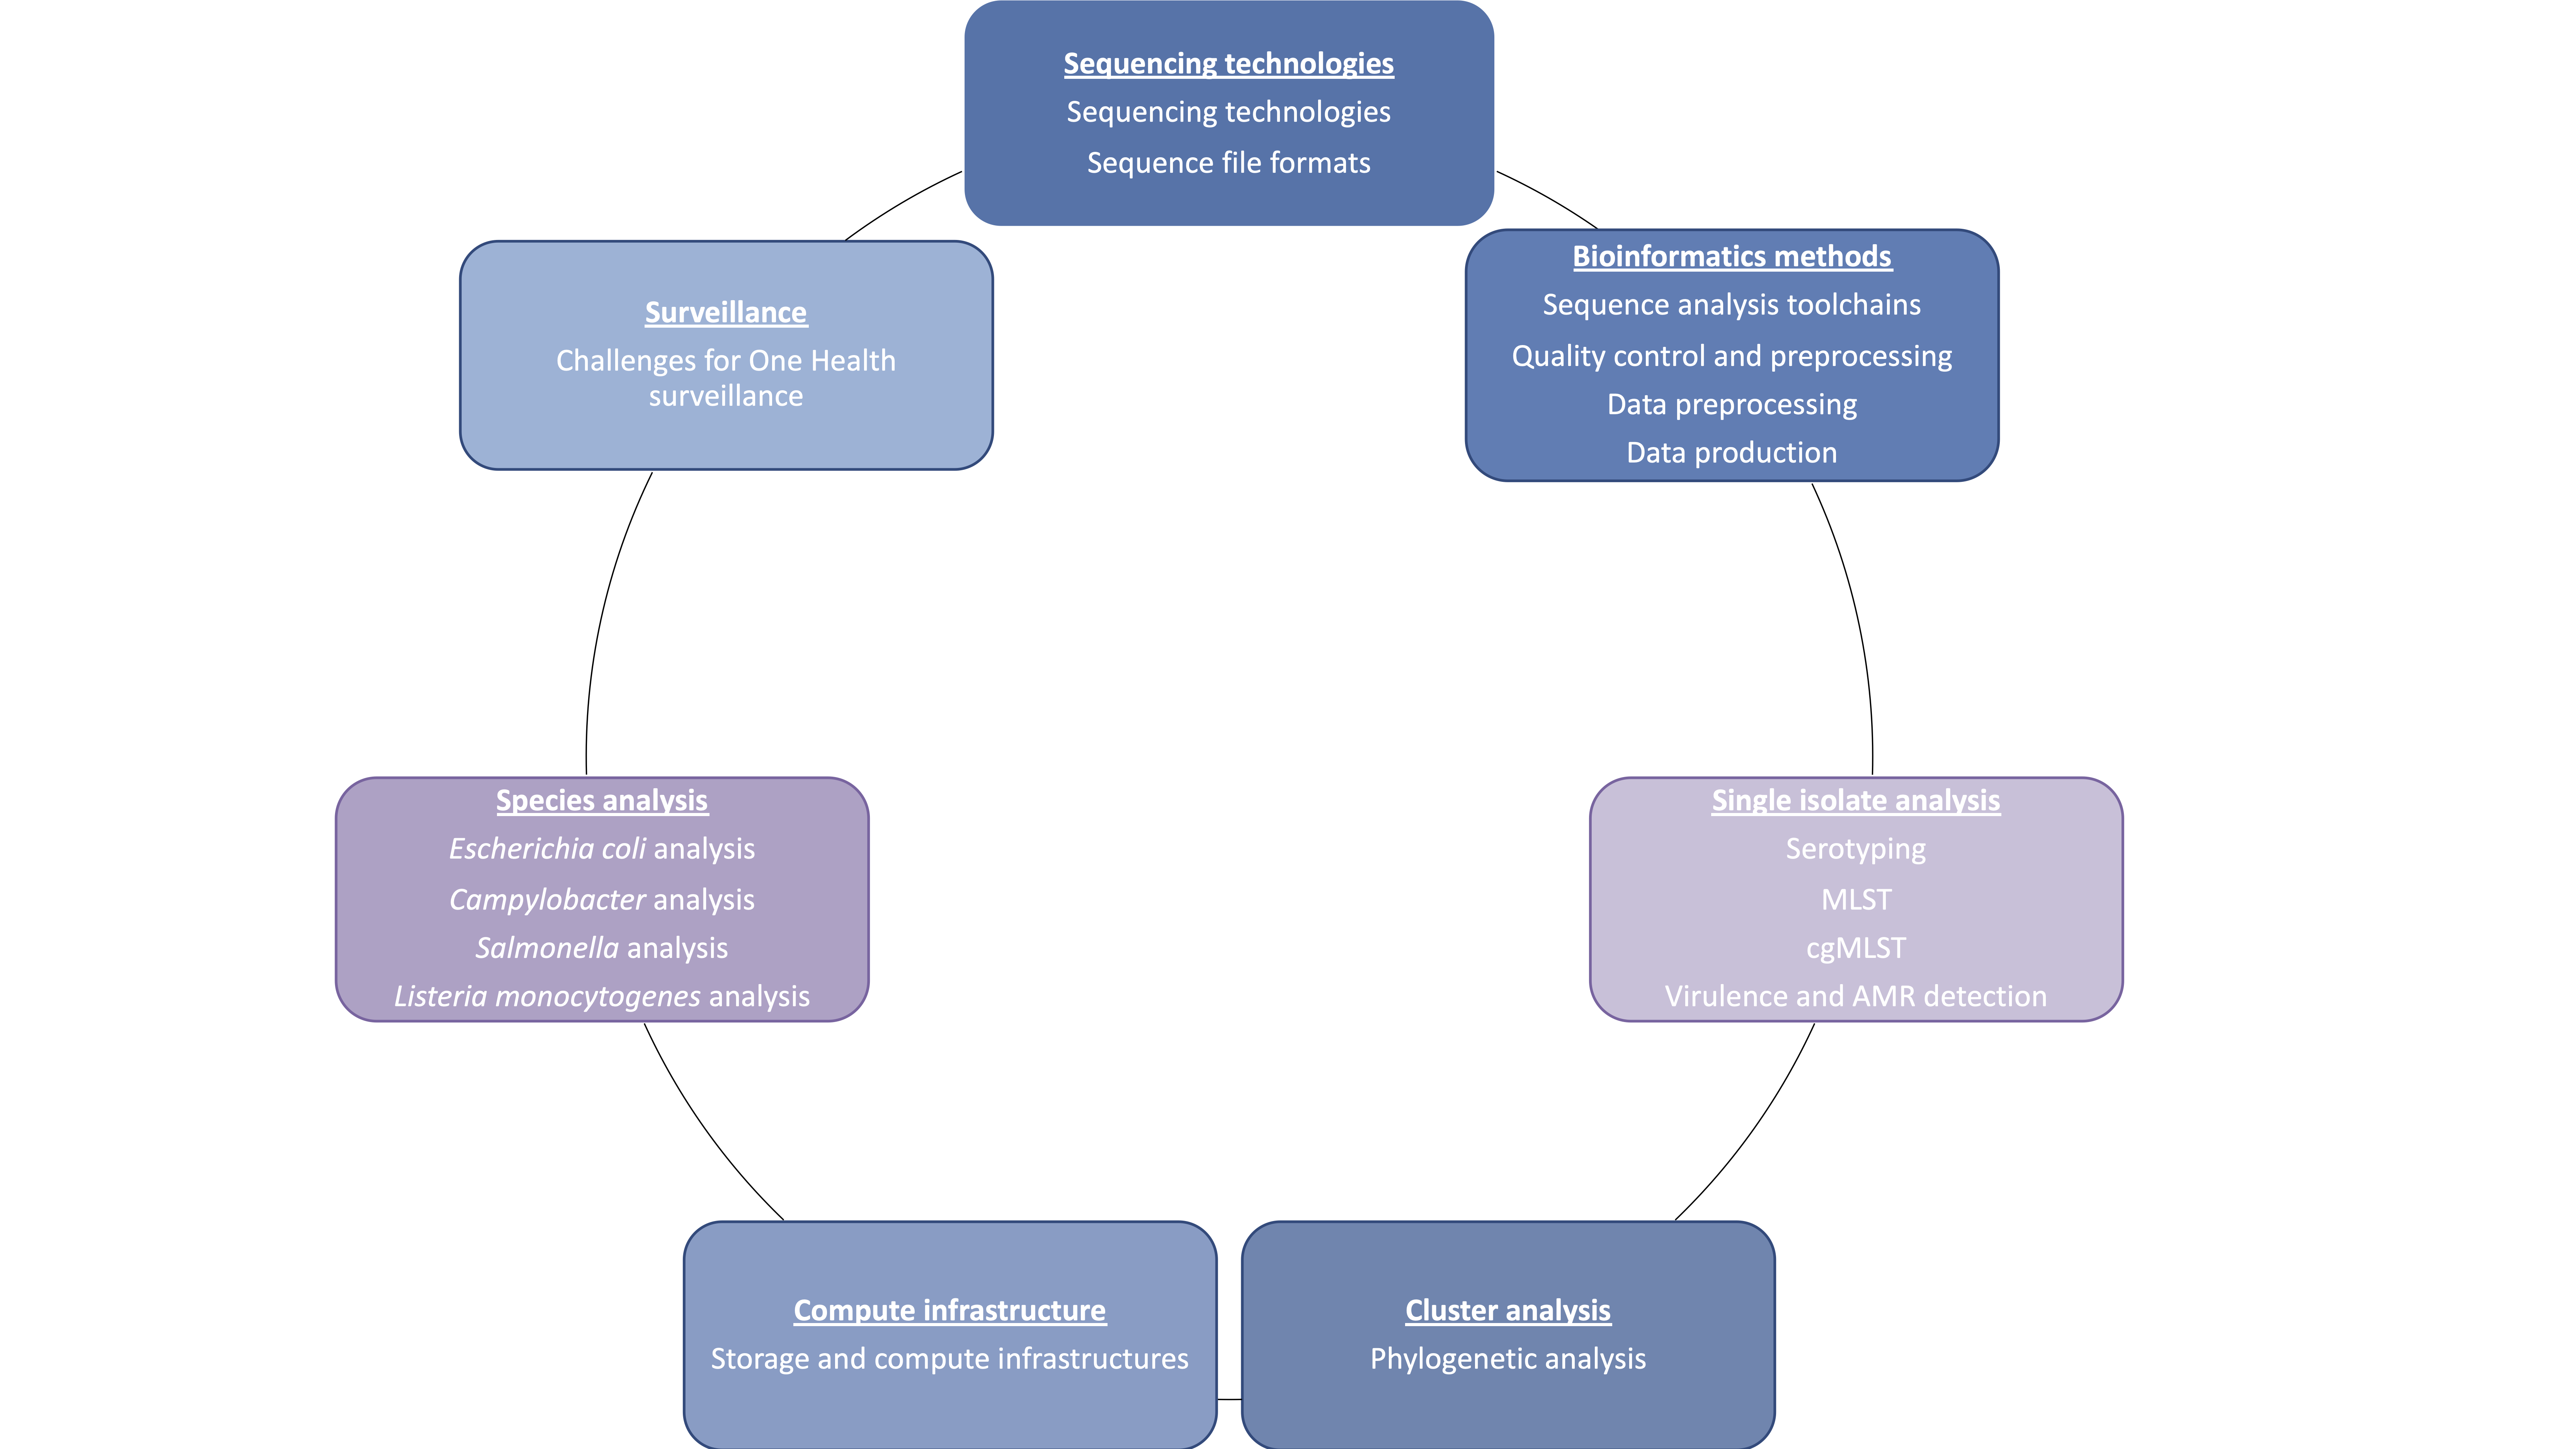 Sequencing technologies
Sequencing technologies
Sequence file formats
Bioinformatics methods
Sequence analysis toolchains
Quality control and preprocessing
Data preprocessing
Data production
Single isolate analysis
Serotyping
MLST
cgMLST
Virulence and AMR detection
Cluster analysis
Phylogenetic analysis
Compute infrastructure
Storage and compute infrastructures
Species analysis
Escherichia coli analysis
Campylobacter analysis
Salmonella analysis
Listeria monocytogenes analysis
Surveillance
Challenges for One Health
surveillance